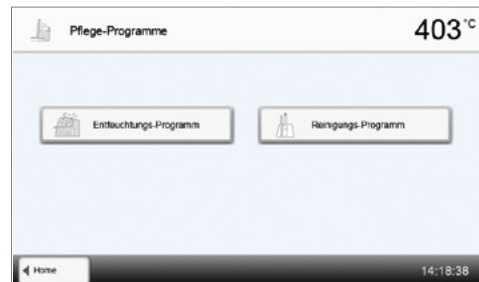 Pflege-Programme
403 °C
Entfeuchtungs-Programm
Reinigungs-Programm
Home
14:18:38